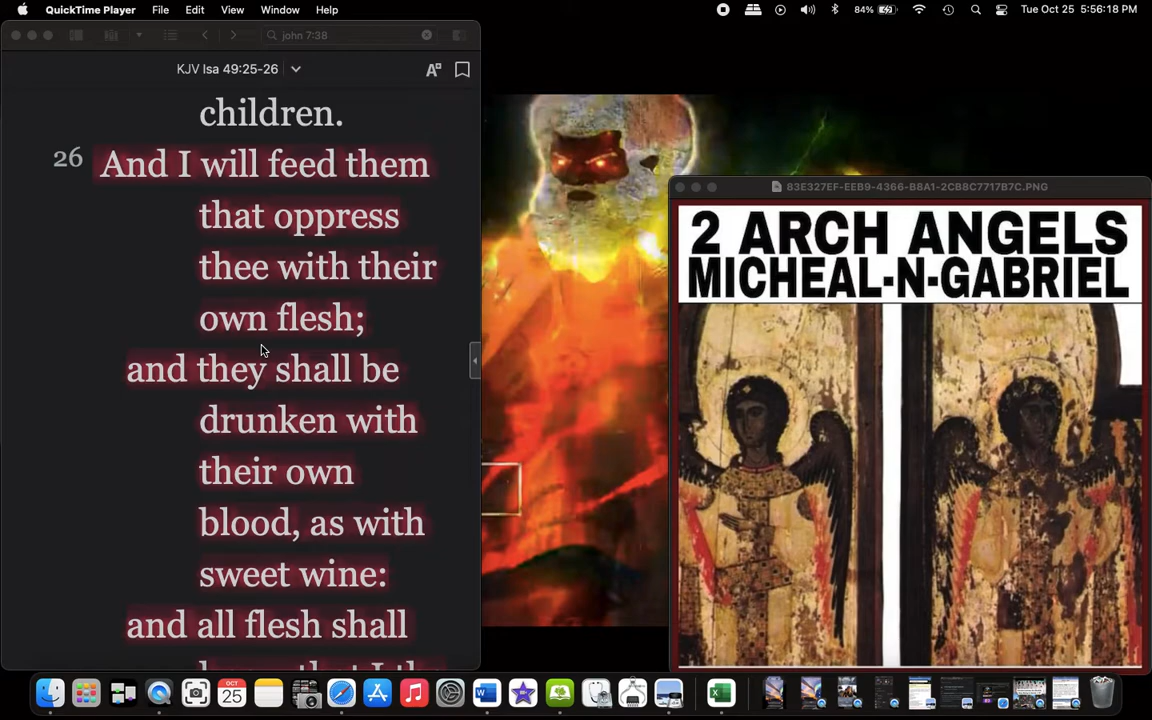 QuickTime Player File Edit View Window Help
84% Tue Oct 25 5:56:18 PM
john 7:38
KJV Isa 49:25-26
children.
26 And I will feed them
that oppress
thee with their
own flesh;
and they shall be
drunken with
their own
blood, as with
sweet wine:
and all flesh shall
83E327EF-EEB9-4366-B8A1-2CB8C7717B7C.PNG
2 ARCH ANGELS
MICHEAL-N-GABRIEL
OCT
25